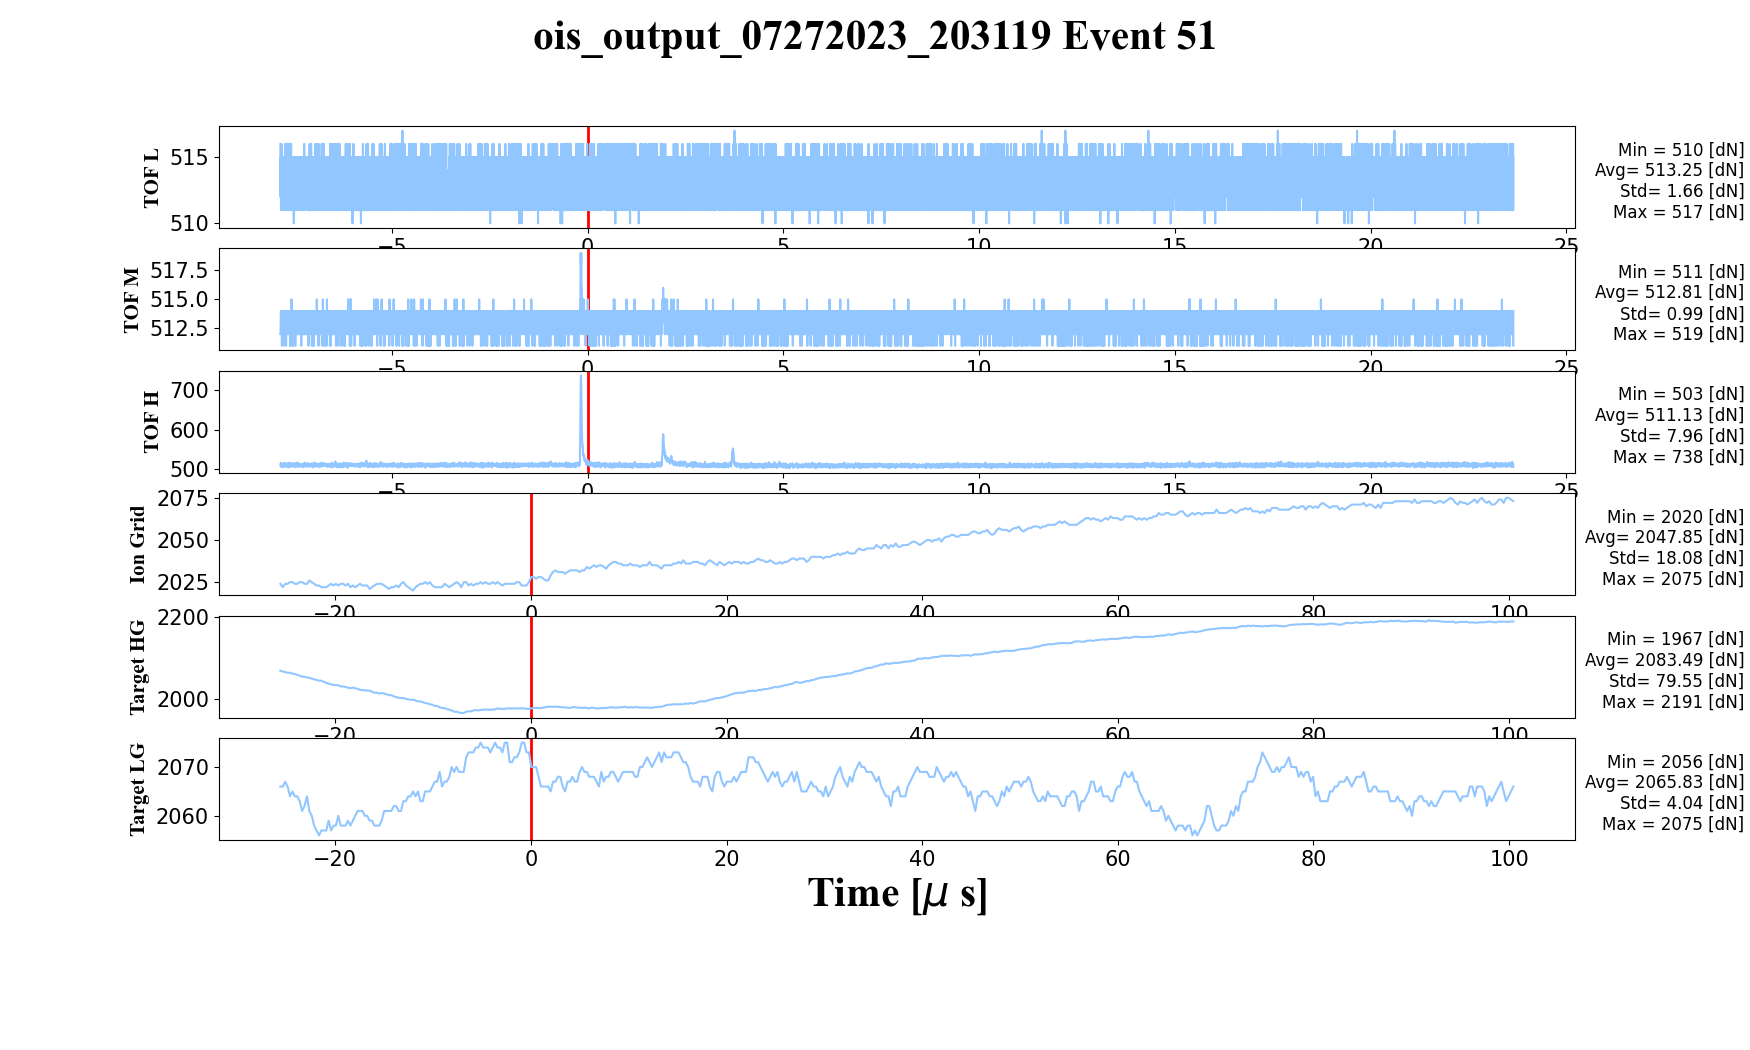 ois_output_07272023_203119 Event 51
TOF L
515
510
−5
0
5
10
15
20
25
Min = 510 [dN]
Avg= 513.25 [dN]
Std= 1.66 [dN]
Max = 517 [dN]
TOF M
517.5
515.0
512.5
−5
0
5
10
15
20
25
Min = 511 [dN]
Avg= 512.81 [dN]
Std= 0.99 [dN]
Max = 519 [dN]
TOF H
700
600
500
−5
0
5
10
15
20
25
Min = 503 [dN]
Avg= 511.13 [dN]
Std= 7.96 [dN]
Max = 738 [dN]
Ion Grid
2075
2050
2025
−20
0
20
40
60
80
100
Min = 2020 [dN]
Avg= 2047.85 [dN]
Std= 18.08 [dN]
Max = 2075 [dN]
Target HG
2200
2000
−20
0
20
40
60
80
100
Min = 1967 [dN]
Avg= 2083.49 [dN]
Std= 79.55 [dN]
Max = 2191 [dN]
Target LG
2070
2060
−20
0
20
40
60
80
100
Min = 2056 [dN]
Avg= 2065.83 [dN]
Std= 4.04 [dN]
Max = 2075 [dN]
Time [μ s]